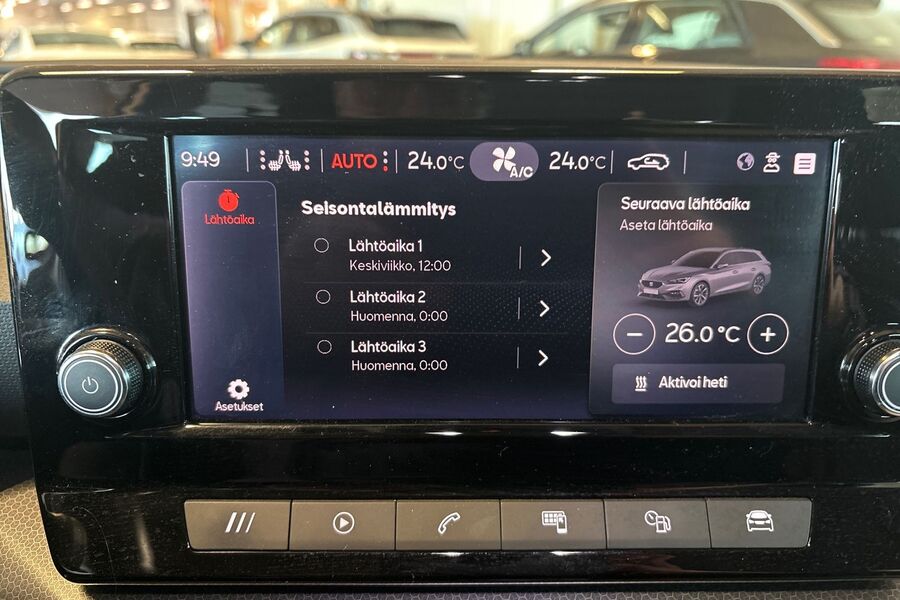 9:49
AUTO
24.0°C
A/C
24.0°C
Lähtöaika
Seisontalämmitys
Lähtöaika 1
Keskiviikko, 12:00
Lähtöaika 2
Huomenna, 0:00
Lähtöaika 3
Huomenna, 0:00
Asetukset
Seuraava lähtöaika
Aseta lähtöaika
26.0 °C
Aktivoi heti